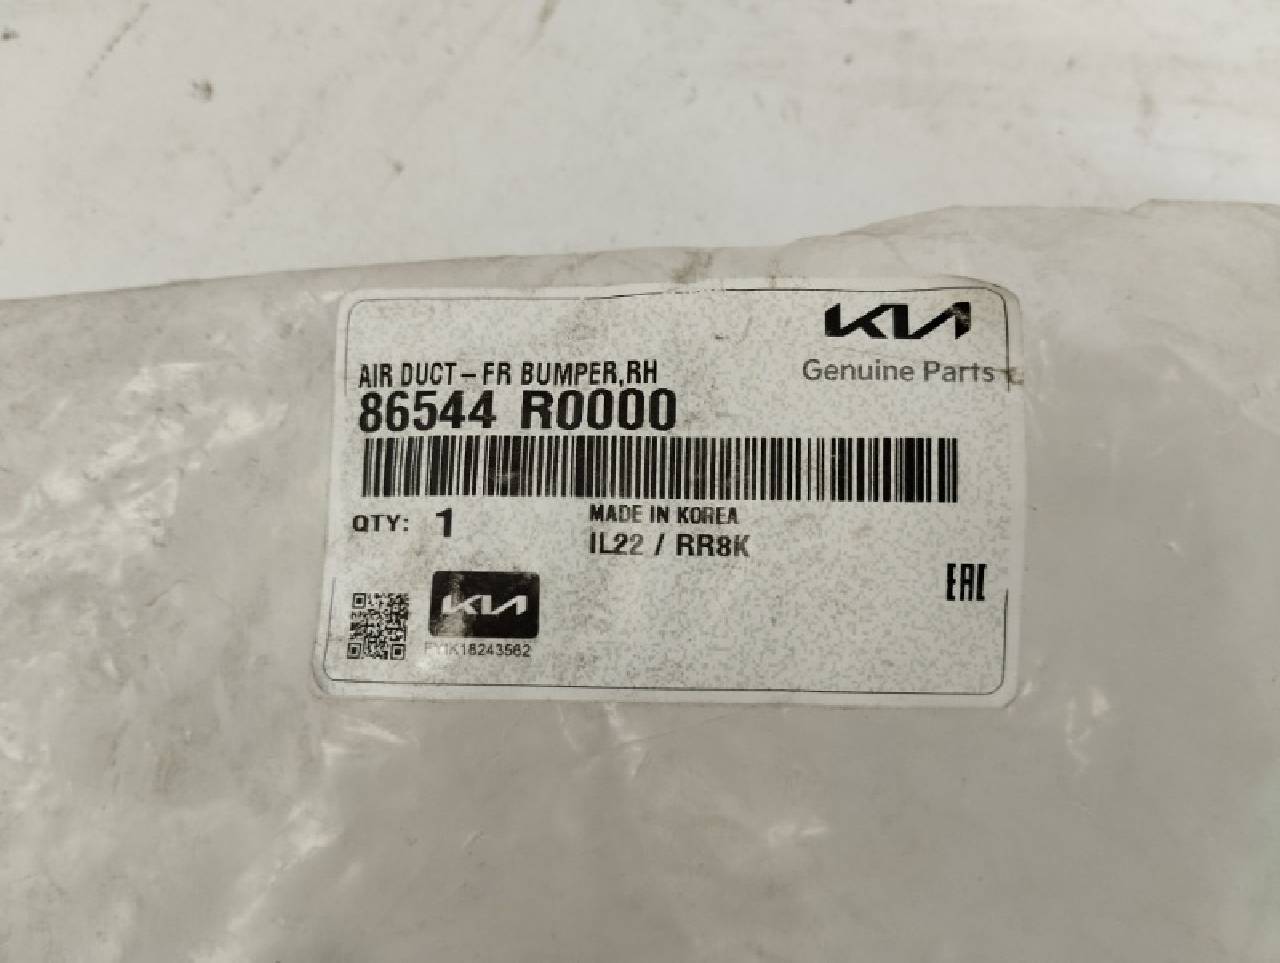 KIA
Genuine Parts
AIR DUCT-FR BUMPER,RH
86544 R0000
QTY: 1
MADE IN KOREA
IL22 / RR8K
EAC
KIA
FY1K18243562